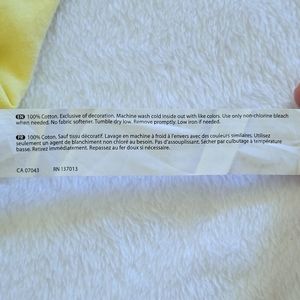 EN 100% Cotton. Exclusive of decoration. Machine wash cold inside out with like colors. Use only non-chlorine bleach
when needed. No fabric softener. Tumble dry low. Remove promptly. Low iron if needed.
FR 100% Coton. Sauf tissu décoratif. Lavage en machine à froid à l'envers avec des couleurs similaires. Utilisez
seulement un agent de blanchiment non chloré au besoin. Pas d'assouplissant. Sécher par culbutage à température
basse. Retirez immédiatement. Repassez au fer doux si nécessaire.
CA 07043 RN 137013